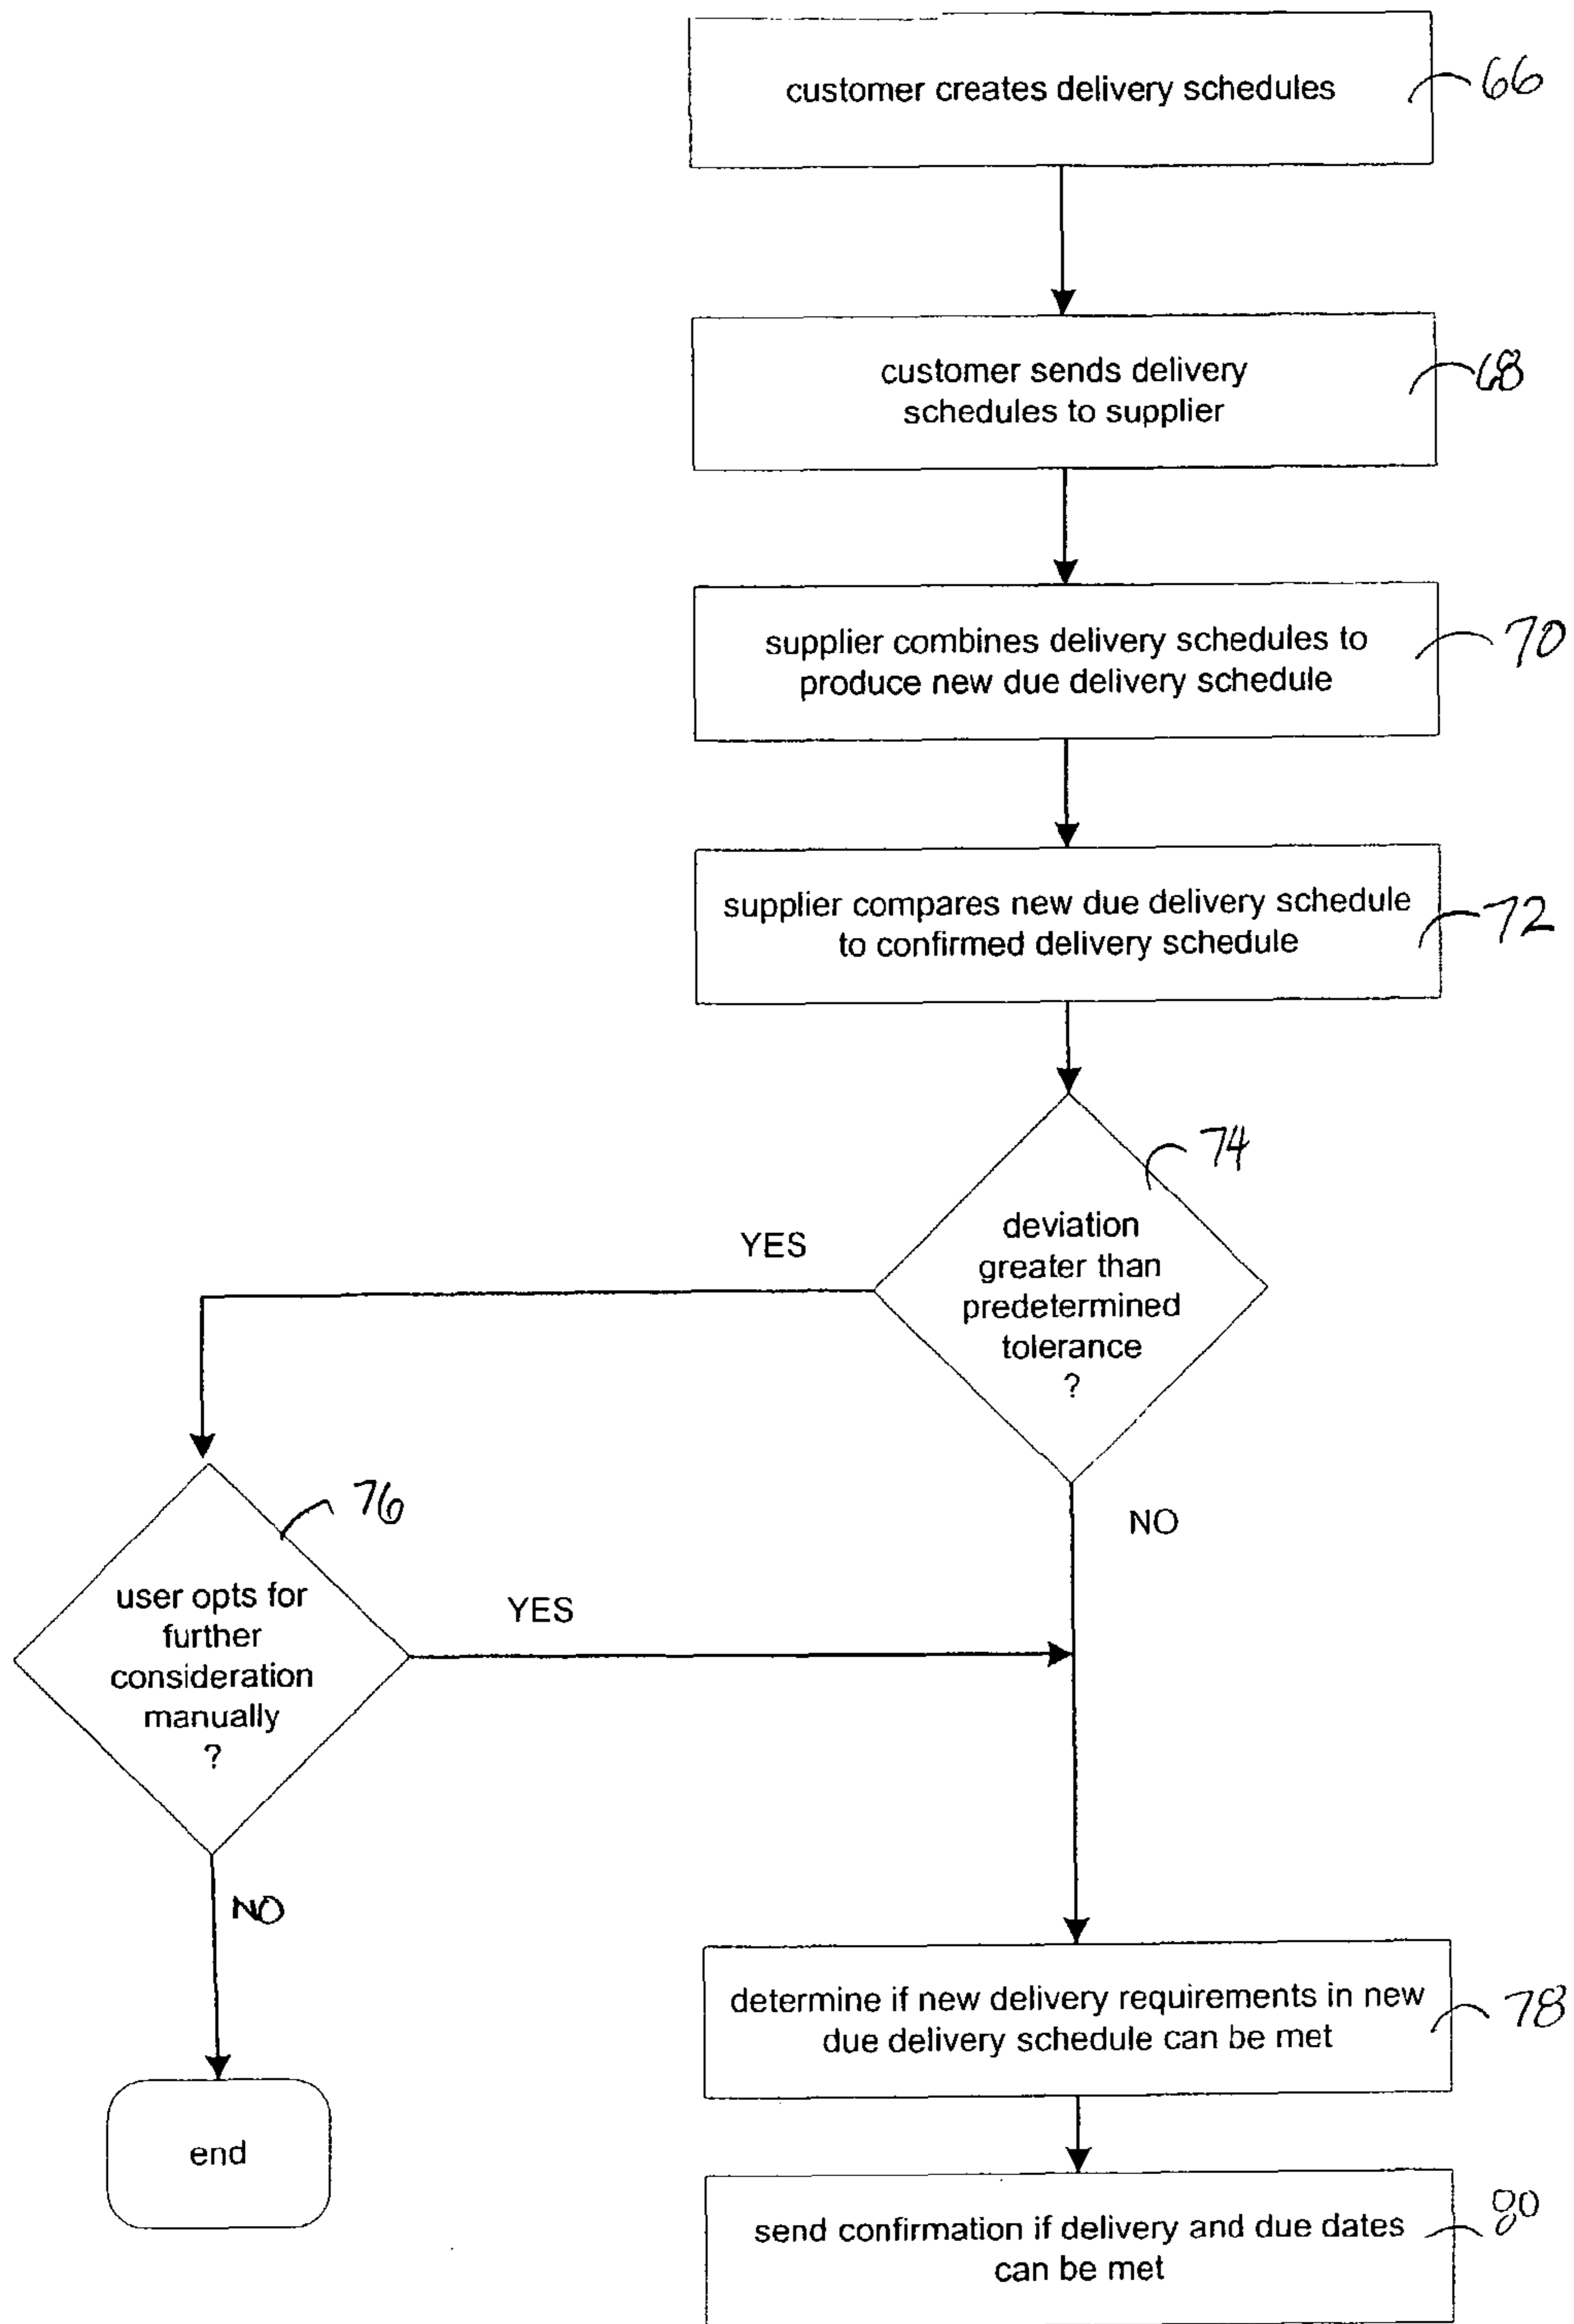 customer creates delivery schedules
66
customer sends delivery
schedules to supplier
68
supplier combines delivery schedules to
produce new due delivery schedule
70
supplier compares new due delivery schedule
to confirmed delivery schedule
72
74
deviation
greater than
predetermined
tolerance
?
YES
NO
76
user opts for
further
consideration
manually
?
YES
NO
end
determine if new delivery requirements in new
due delivery schedule can be met
78
send confirmation if delivery and due dates
can be met
80